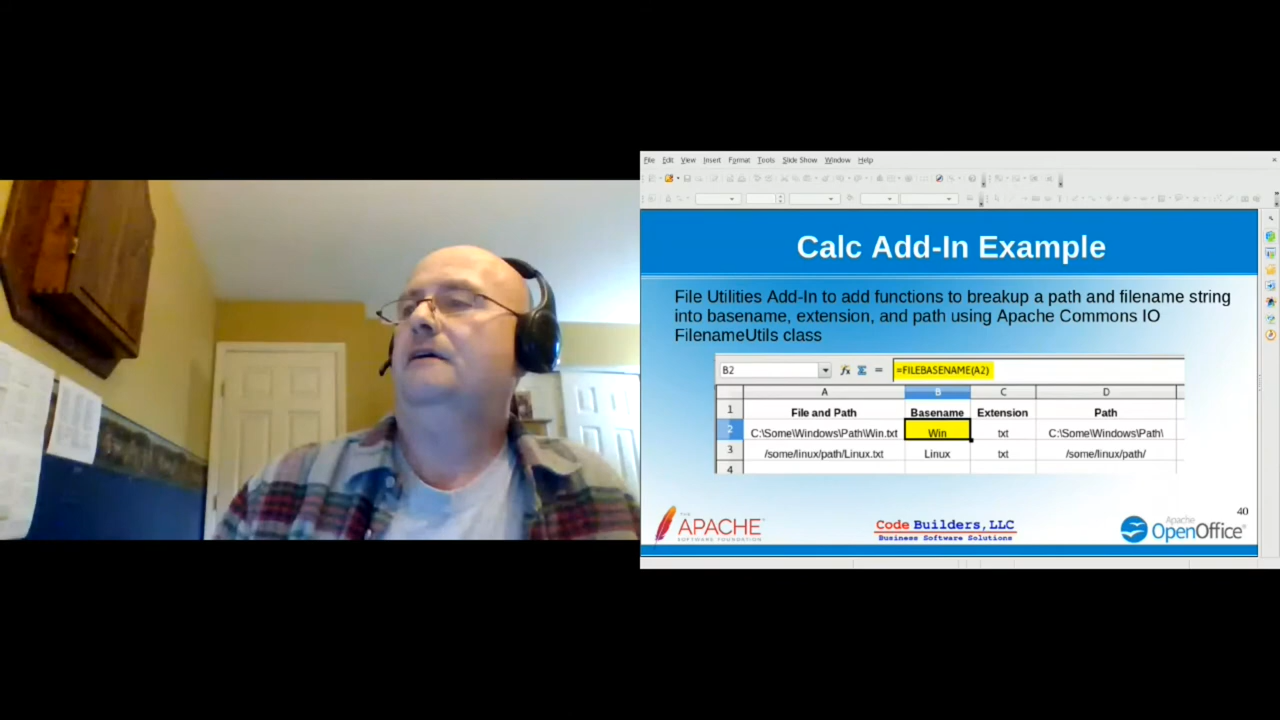 File Edit View Insert Format Tools Slide Show Window Help
Calc Add-In Example
File Utilities Add-In to add functions to breakup a path and filename string
into basename, extension, and path using Apache Commons IO
FilenameUtils class
B2 =FILEBASENAME(A2)
A B C D
1 File and Path Basename Extension Path
2 C:\Some\Windows\Path\Win.txt Win txt C:\Some\Windows\Path\
3 /some/linux/path/Linux.txt Linux txt /some/linux/path/
4
40
THE
APACHE
SOFTWARE FOUNDATION
Code Builders, LLC
Business Software Solutions
Apache
OpenOffice